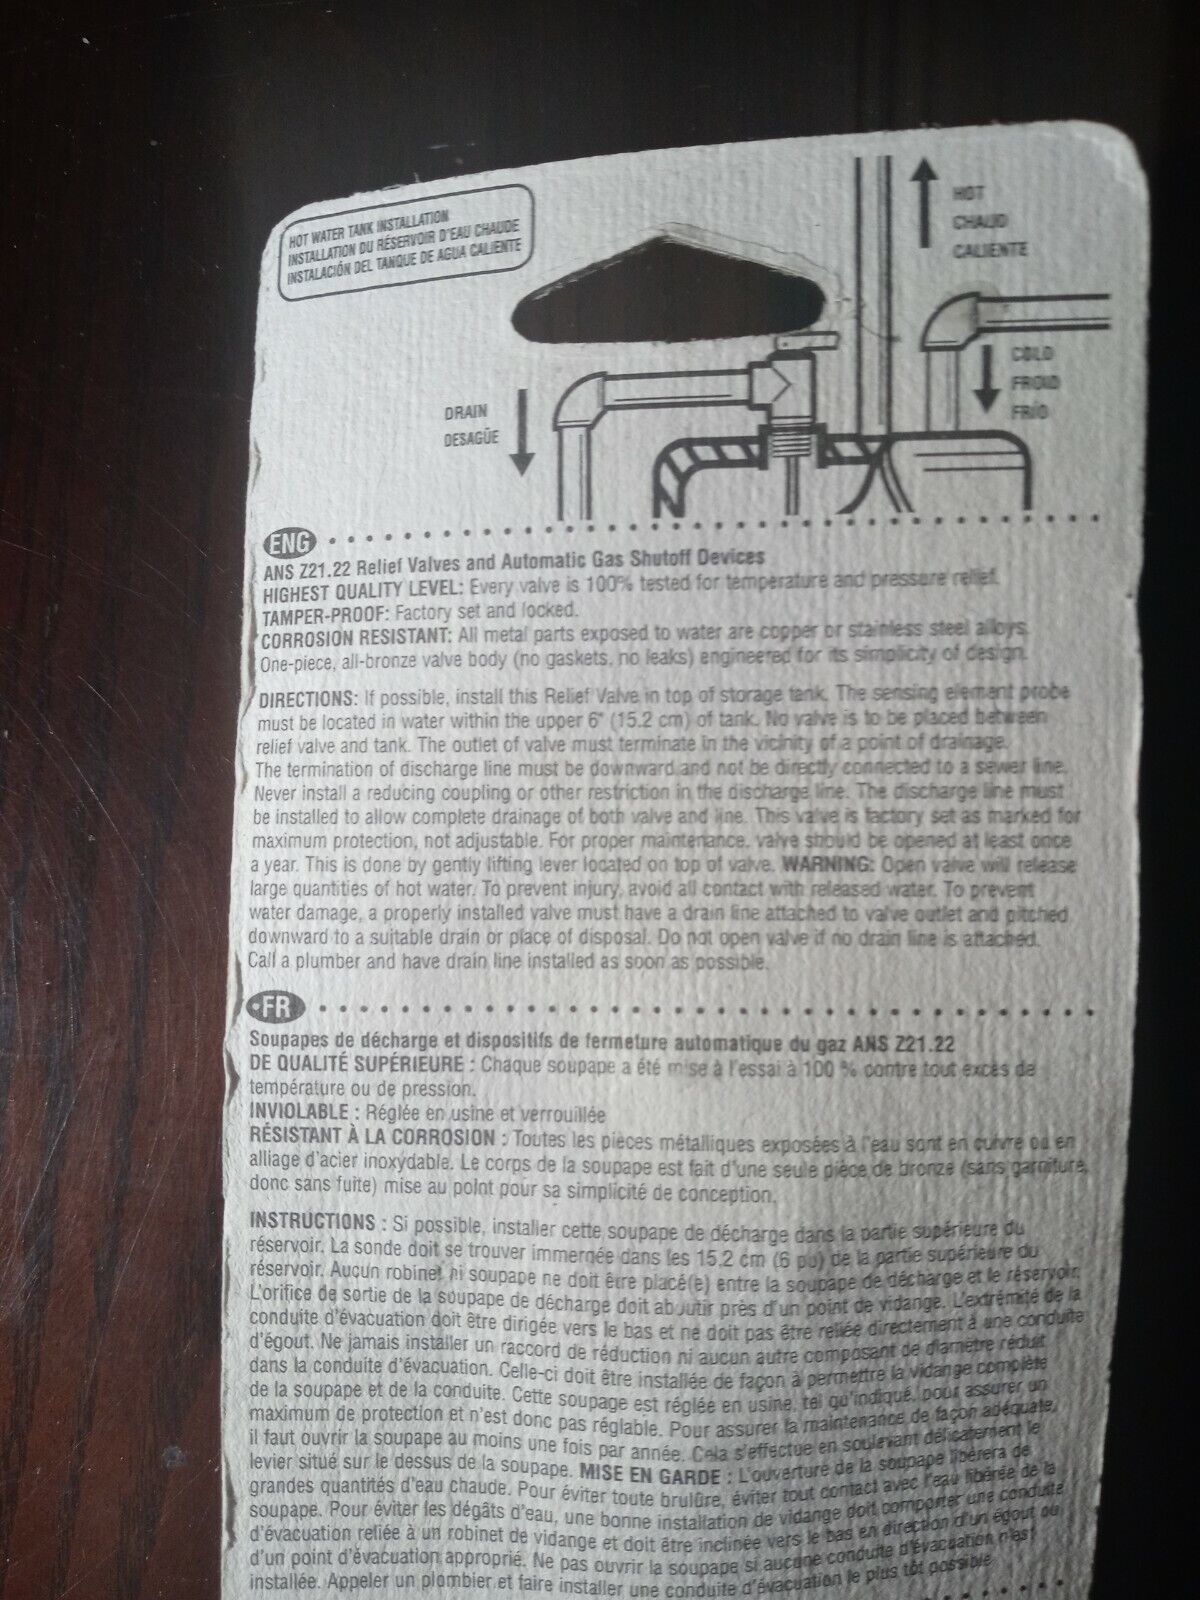 HOT WATER TANK INSTALLATION
INSTALLATION DU RÉSERVOIR D'EAU CHAUDE
INSTALACIÓN DEL TANQUE DE AGUA CALIENTE
HOT
CHAUD
CALIENTE
COLD
FROID
FRÍO
DRAIN
DESAGÜE
ENG
ANS Z21.22 Relief Valves and Automatic Gas Shutoff Devices
HIGHEST QUALITY LEVEL: Every valve is 100% tested for temperature and pressure relief.
TAMPER-PROOF: Factory set and locked.
CORROSION RESISTANT: All metal parts exposed to water are copper or stainless steel alloys.
One-piece, all-bronze valve body (no gaskets, no leaks) engineered for its simplicity of design.
DIRECTIONS: If possible, install this Relief Valve in top of storage tank. The sensing element probe
must be located in water within the upper 6" (15.2 cm) of tank. No valve is to be placed between
relief valve and tank. The outlet of valve must terminate in the vicinity of a point of drainage.
The termination of discharge line must be downward and not be directly connected to a sewer line.
Never install a reducing coupling or other restriction in the discharge line. The discharge line must
be installed to allow complete drainage of both valve and line. This valve is factory set as marked for
maximum protection, not adjustable. For proper maintenance, valve should be opened at least once
a year. This is done by gently lifting lever located on top of valve. WARNING: Open valve will release
large quantities of hot water. To prevent injury, avoid all contact with released water. To prevent
water damage, a properly installed valve must have a drain line attached to valve outlet and pitched
downward to a suitable drain or place of disposal. Do not open valve if no drain line is attached.
Call a plumber and have drain line installed as soon as possible.
•FR
Soupapes de décharge et dispositifs de fermeture automatique du gaz ANS Z21.22
DE QUALITÉ SUPÉRIEURE : Chaque soupape a été mise à l'essai à 100 % contre tout excès de
température ou de pression.
INVIOLABLE : Réglée en usine et verrouillée
RÉSISTANT À LA CORROSION : Toutes les pièces métalliques exposées à l'eau sont en cuivre ou en
alliage d'acier inoxydable. Le corps de la soupape est fait d'une seule pièce de bronze (sans garniture,
donc sans fuite) mise au point pour sa simplicité de conception.
INSTRUCTIONS : Si possible, installer cette soupape de décharge dans la partie supérieure du
réservoir. La sonde doit se trouver immergée dans les 15.2 cm (6 po) de la partie supérieure du
réservoir. Aucun robinet ni soupape ne doit être placé(e) entre la soupape de décharge et le réservoir.
L'orifice de sortie de la soupape de décharge doit aboutir près d'un point de vidange. L'extrémité de la
conduite d'évacuation doit être dirigée vers le bas et ne doit pas être reliée directement à une conduite
d'égout. Ne jamais installer un raccord de réduction ni aucun autre composant de diamètre réduit
dans la conduite d'évacuation. Celle-ci doit être installée de façon à permettre la vidange complète
de la soupape et de la conduite. Cette soupage est réglée en usine, tel qu'indiqué, pour assurer un
maximum de protection et n'est donc pas réglable. Pour assurer la maintenance de façon adéquate,
il faut ouvrir la soupape au moins une fois par année. Cela s'effectue en soulevant délicatement le
levier situé sur le dessus de la soupape. MISE EN GARDE : L'ouverture de la soupape libérera de
grandes quantités d'eau chaude. Pour éviter toute brulûre, éviter tout contact avec l'eau libérée de la
soupape. Pour éviter les dégâts d'eau, une bonne installation de vidange doit comporter une conduite
d'évacuation reliée à un robinet de vidange et doit être inclinée vers le bas en direction d'un égout ou
d'un point d'évacuation approprié. Ne pas ouvrir la soupape si aucune conduite d'évacuation n'est
installée. Appeler un plombier et faire installer une conduite d'évacuation le plus tôt possible.